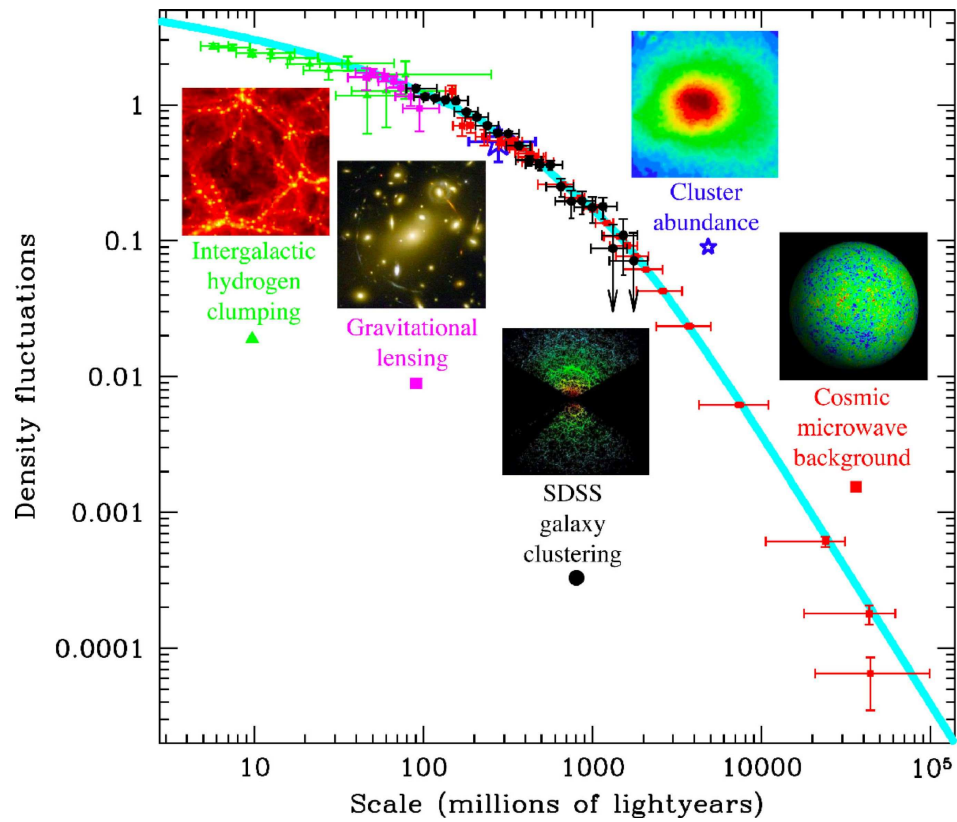 Density fluctuations
1
0.1
0.01
0.001
0.0001
Intergalactic
hydrogen
clumping
Gravitational
lensing
SDSS
galaxy
clustering
Cluster
abundance
Cosmic
microwave
background
10
100
1000
10000
10⁵
Scale (millions of lightyears)